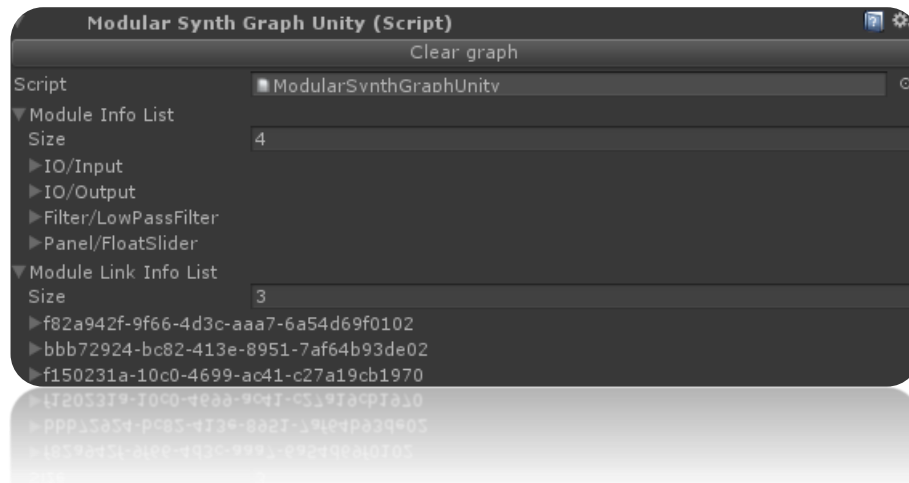 Modular Synth Graph Unity (Script)
Clear graph
Script ModularSynthGraphUnity
Module Info List
Size 4
IO/Input
IO/Output
Filter/LowPassFilter
Panel/FloatSlider
Module Link Info List
Size 3
f82a942f-9f66-4d3c-aaa7-6a54d69f0102
bbb72924-bc82-413e-8951-7af64b93de02
f150231a-10c0-4699-ac41-c27a19cb1970